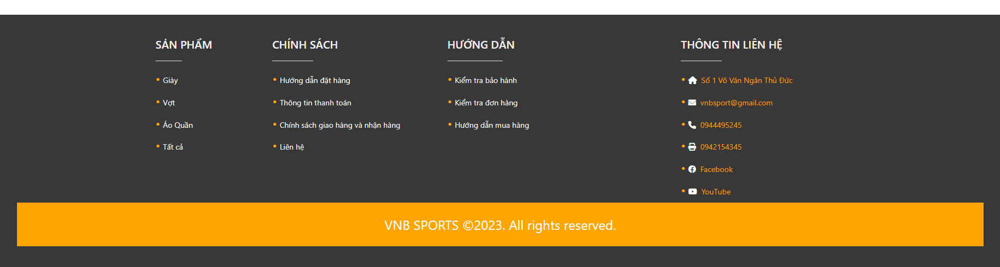 SẢN PHẨM
• Giày
• Vợt
• Áo Quần
• Tất cả
CHÍNH SÁCH
• Hướng dẫn đặt hàng
• Thông tin thanh toán
• Chính sách giao hàng và nhận hàng
• Liên hệ
HƯỚNG DẪN
• Kiểm tra bảo hành
• Kiểm tra đơn hàng
• Hướng dẫn mua hàng
THÔNG TIN LIÊN HỆ
• Số 1 Võ Văn Ngân Thủ Đức
• vnbsport@gmail.com
• 0944495245
• 0942154345
• Facebook
• YouTube
VNB SPORTS ©2023. All rights reserved.